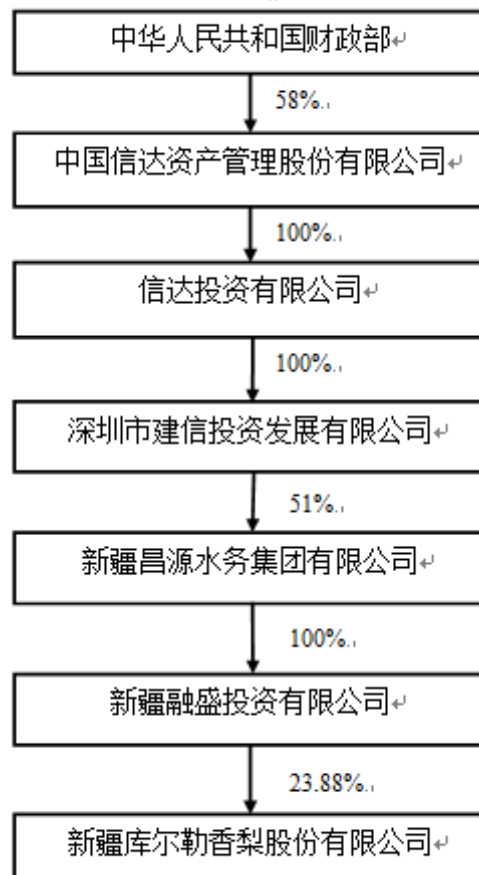 中华人民共和国财政部
58%
中国信达资产管理股份有限公司
100%
信达投资有限公司
100%
深圳市建信投资发展有限公司
51%
新疆昌源水务集团有限公司
100%
新疆融盛投资有限公司
23.88%
新疆库尔勒香梨股份有限公司